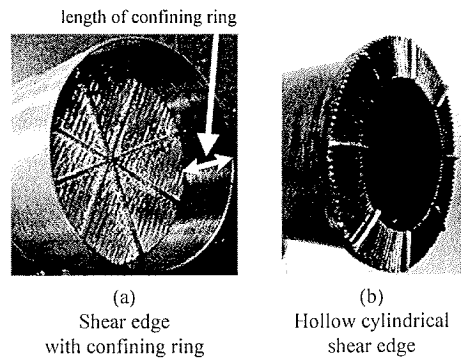 length of confining ring
(a)
Shear edge
with confining ring
(b)
Hollow cylindrical
shear edge